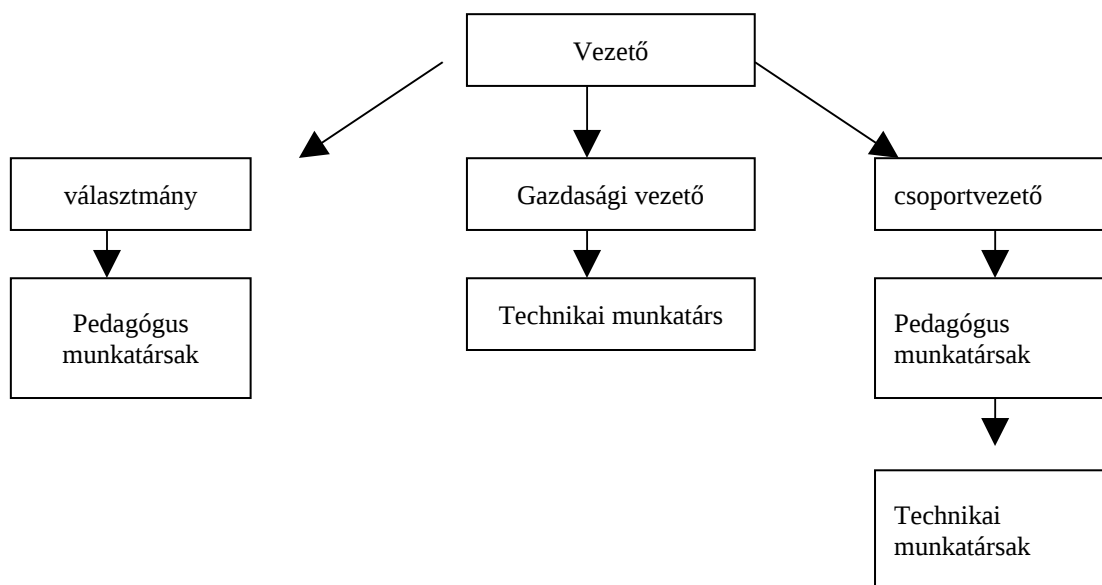 Vezető
választmány
Gazdasági vezető
csoportvezető
Pedagógus
munkatársak
Technikai munkatárs
Pedagógus
munkatársak
Technikai
munkatársak